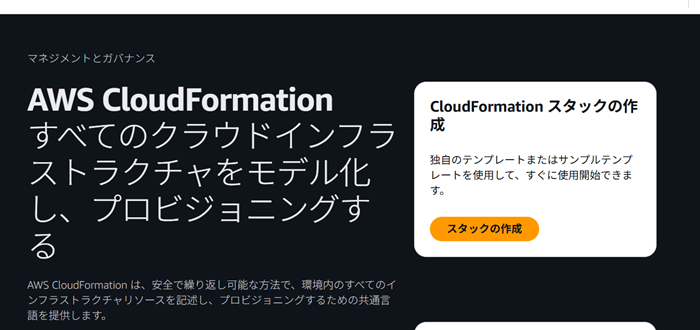 マネジメントとガバナンス
AWS CloudFormation
すべてのクラウドインフラ
ストラクチャをモデル化
し、プロビジョニングす
る
AWS CloudFormation は、安全で繰り返し可能な方法で、環境内のすべてのイ
ンフラストラクチャリソースを記述し、プロビジョニングするための共通言
語を提供します。
CloudFormation スタックの作
成
独自のテンプレートまたはサンプルテンプ
レートを使用して、すぐに使用開始できま
す。
スタックの作成